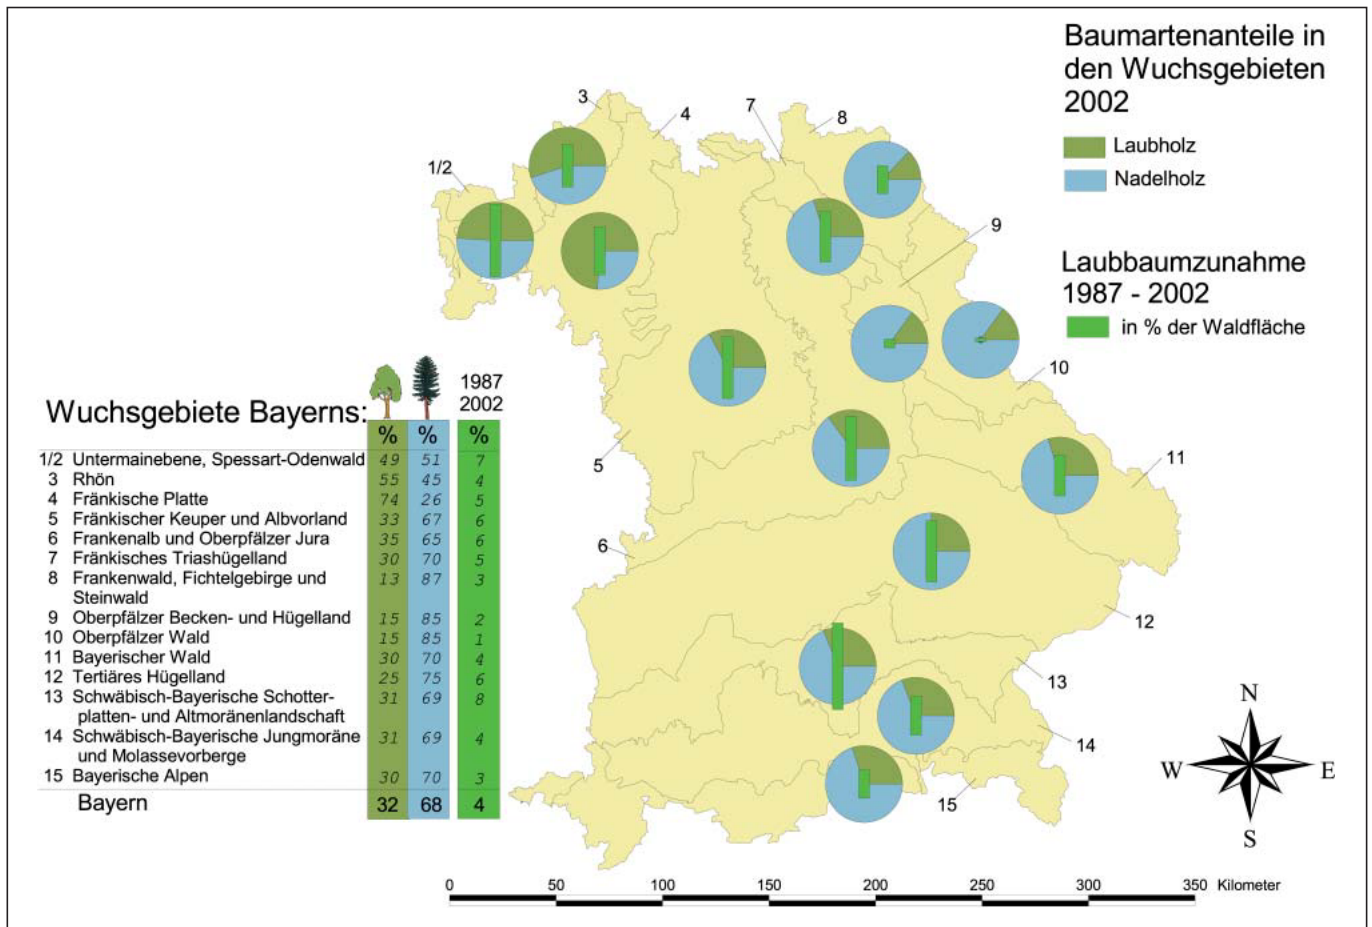 Baumartenanteile in
den Wuchsgebieten
2002
Laubholz
Nadelholz
Laubbaumzunahme
1987 - 2002
in % der Waldfläche
3
4
7
8
1/2
9
10
5
11
6
12
13
14
15
Wuchsgebiete Bayerns:
1987
2002
% % %
1/2 Untermainebene, Spessart-Odenwald 49 51 7
3 Rhön 55 45 4
4 Fränkische Platte 74 26 5
5 Fränkischer Keuper und Albvorland 33 67 6
6 Frankenalb und Oberpfälzer Jura 35 65 6
7 Fränkisches Triashügelland 30 70 5
8 Frankenwald, Fichtelgebirge und 13 87 3
Steinwald
9 Oberpfälzer Becken- und Hügelland 15 85 2
10 Oberpfälzer Wald 15 85 1
11 Bayerischer Wald 30 70 4
12 Tertiäres Hügelland 25 75 6
13 Schwäbisch-Bayerische Schotter- 31 69 8
platten- und Altmoränenlandschaft
14 Schwäbisch-Bayerische Jungmoräne 31 69 4
und Molassevorberge
15 Bayerische Alpen 30 70 3
Bayern 32 68 4
N
W E
S
0 50 100 150 200 250 300 350 Kilometer